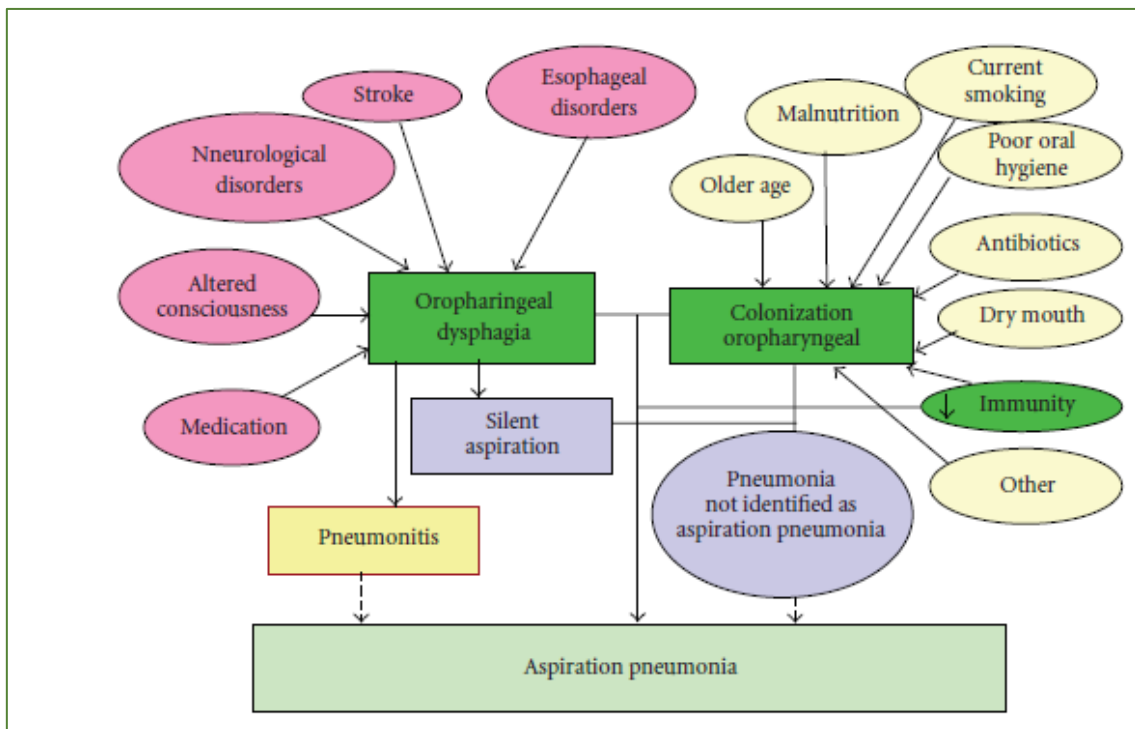 Stroke
Esophageal
disorders
Current
smoking
Malnutrition
Nneurological
disorders
Poor oral
hygiene
Older age
Antibiotics
Altered
consciousness
Oropharingeal
dysphagia
Colonization
oropharyngeal
Dry mouth
Medication
Silent
aspiration
↓ Immunity
Pneumonia
not identified as
aspiration pneumonia
Other
Pneumonitis
Aspiration pneumonia